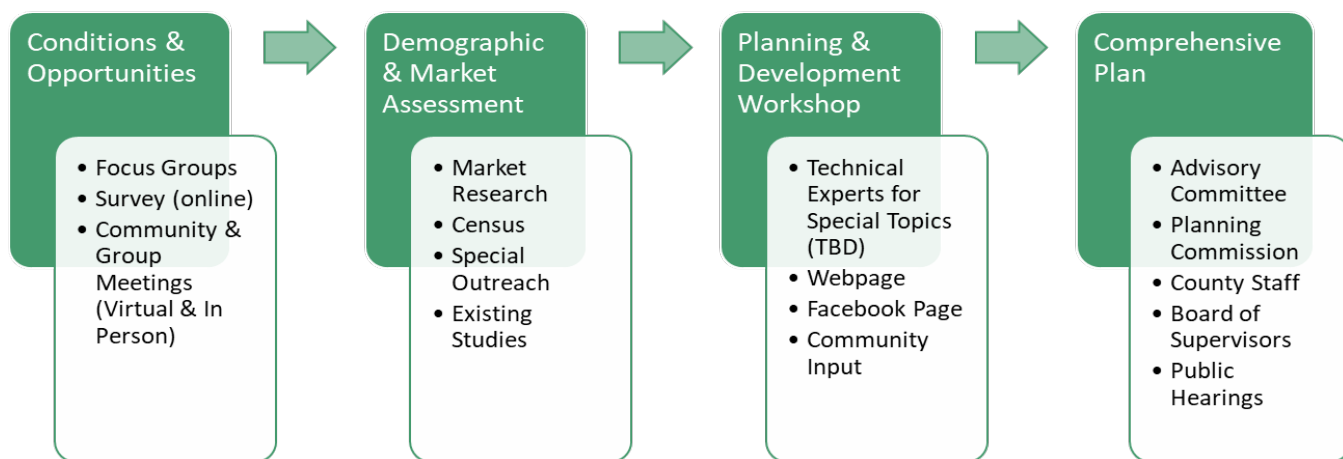 Conditions &
Opportunities
• Focus Groups
• Survey (online)
• Community &
Group
Meetings
(Virtual & In
Person)
Demographic
& Market
Assessment
• Market
Research
• Census
• Special
Outreach
• Existing
Studies
Planning &
Development
Workshop
• Technical
Experts for
Special Topics
(TBD)
• Webpage
• Facebook Page
• Community
Input
Comprehensive
Plan
• Advisory
Committee
• Planning
Commission
• County Staff
• Board of
Supervisors
• Public
Hearings